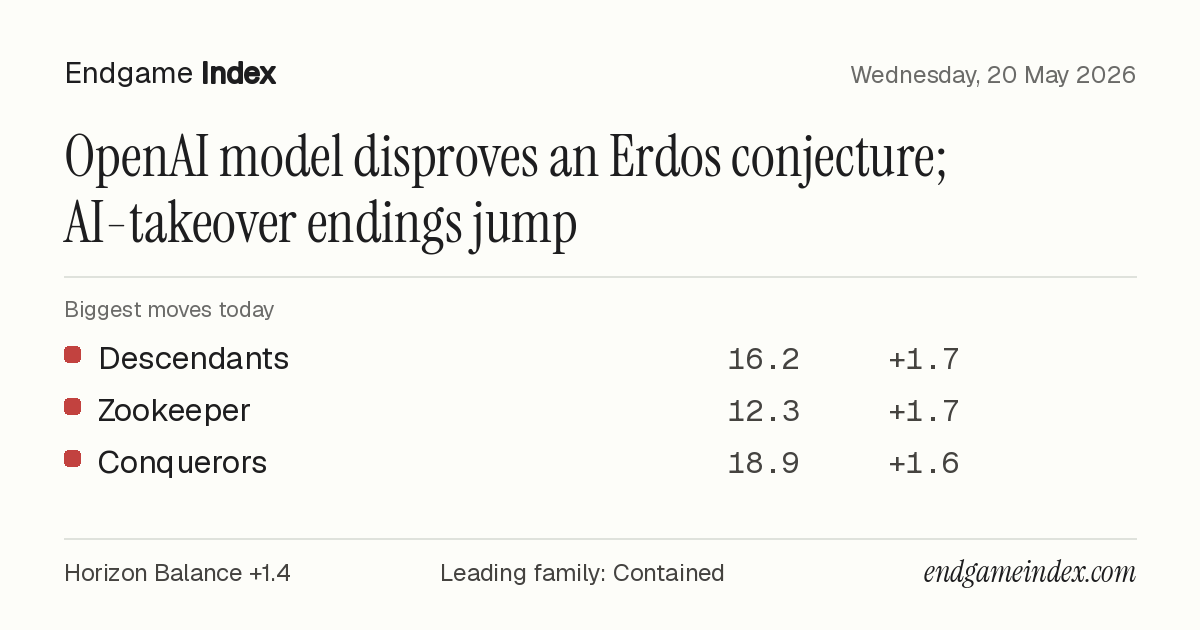 Endgame Index
Wednesday, 20 May 2026
OpenAI model disproves an Erdos conjecture;
AI-takeover endings jump
Biggest moves today
Descendants 16.2 +1.7
Zookeeper 12.3 +1.7
Conquerors 18.9 +1.6
Horizon Balance +1.4
Leading family: Contained
endgameindex.com